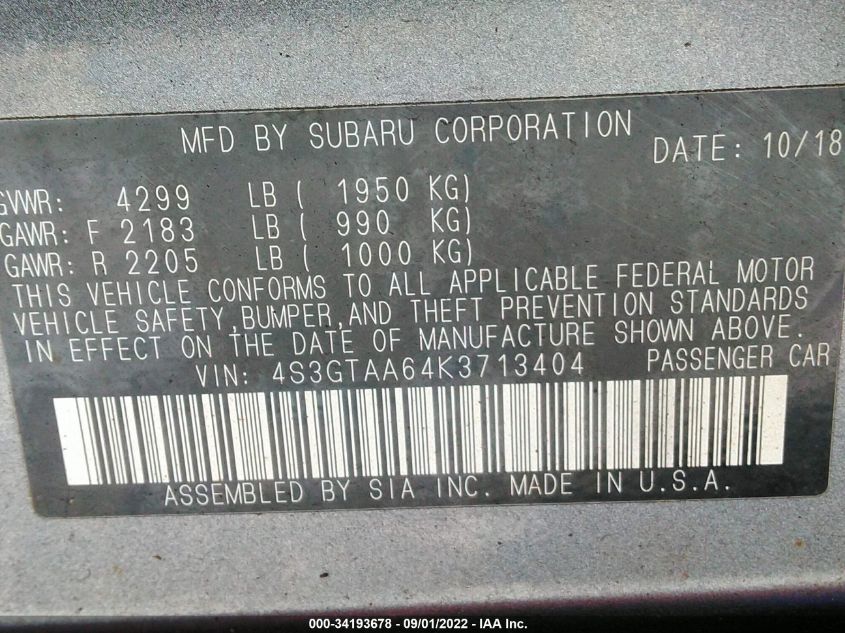 MFD BY SUBARU CORPORATION DATE: 10/18
GVWR: 4299 LB ( 1950 KG)
GAWR: F 2183 LB ( 990 KG)
GAWR: R 2205 LB ( 1000 KG)
THIS VEHICLE CONFORMS TO ALL APPLICABLE FEDERAL MOTOR
VEHICLE SAFETY,BUMPER,AND THEFT PREVENTION STANDARDS
IN EFFECT ON THE DATE OF MANUFACTURE SHOWN ABOVE.
VIN: 4S3GTAA64K3713404 PASSENGER CAR
ASSEMBLED BY SIA INC. MADE IN U.S.A.
000-34193678 - 09/01/2022 - IAA Inc.